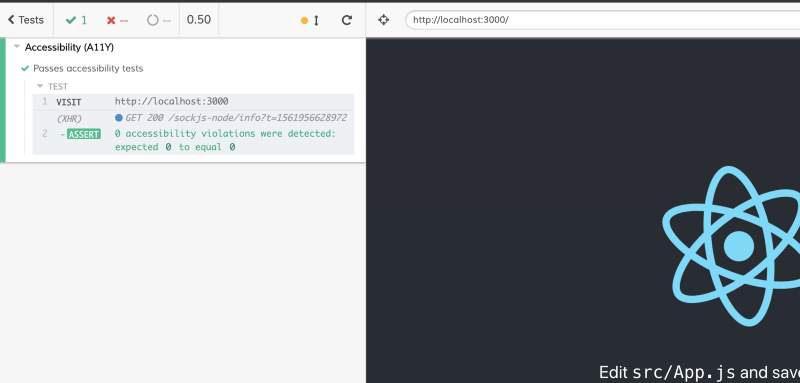 Tests 1 -- -- 0.50
http://localhost:3000/
Accessibility (A11Y)
Passes accessibility tests
TEST
1 VISIT http://localhost:3000
(XHR) GET 200 /sockjs-node/info?t=1561956628972
2 - ASSERT 0 accessibility violations were detected:
expected 0 to equal 0
Edit src/App.js and save